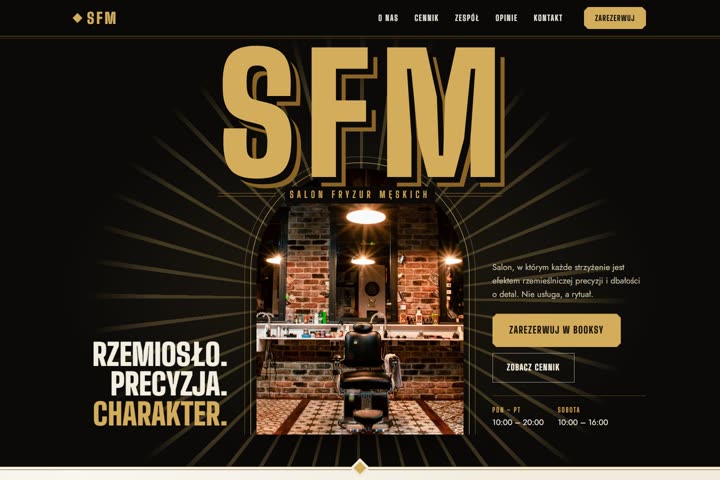 SFM
O NAS CENNIK ZESPÓŁ OPINIE KONTAKT ZAREZERWUJ
SFM
SALON FRYZUR MĘSKICH
RZEMIOSŁO.
PRECYZJA.
CHARAKTER.
Salon, w którym każde strzyżenie jest
efektem rzemieślniczej precyzji i dbałości
o detal. Nie usługa, a rytuał.
ZAREZERWUJ W BOOKSY
ZOBACZ CENNIK
PON – PT SOBOTA
10:00 – 20:00 10:00 – 16:00